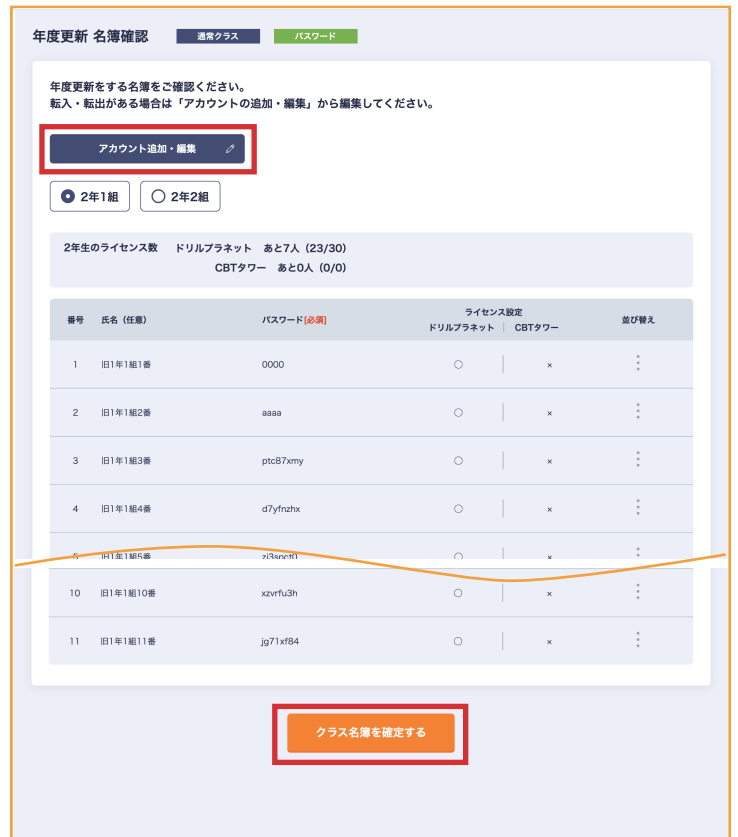 年度更新 名簿確認 通常クラス パスワード
年度更新をする名簿をご確認ください。
転入・転出がある場合は「アカウントの追加・編集」から編集してください。
アカウント追加・編集
2年1組 2年2組
2年生のライセンス数 ドリルプラネット あと7人（23/30）
CBTタワー あと0人（0/0）
ライセンス設定
番号 氏名（任意） パスワード[必須] ドリルプラネット CBTタワー 並び替え
1 旧1年1組1番 0000 ○ ×
2 旧1年1組2番 aaaa ○ ×
3 旧1年1組3番 ptc87xmy ○ ×
4 旧1年1組4番 d7yfnzhx ○ ×
5 旧1年1組5番 ○ ×
10 旧1年1組10番 xzvrfu3h ○ ×
11 旧1年1組11番 jg71xf84 ○ ×
クラス名簿を確定する